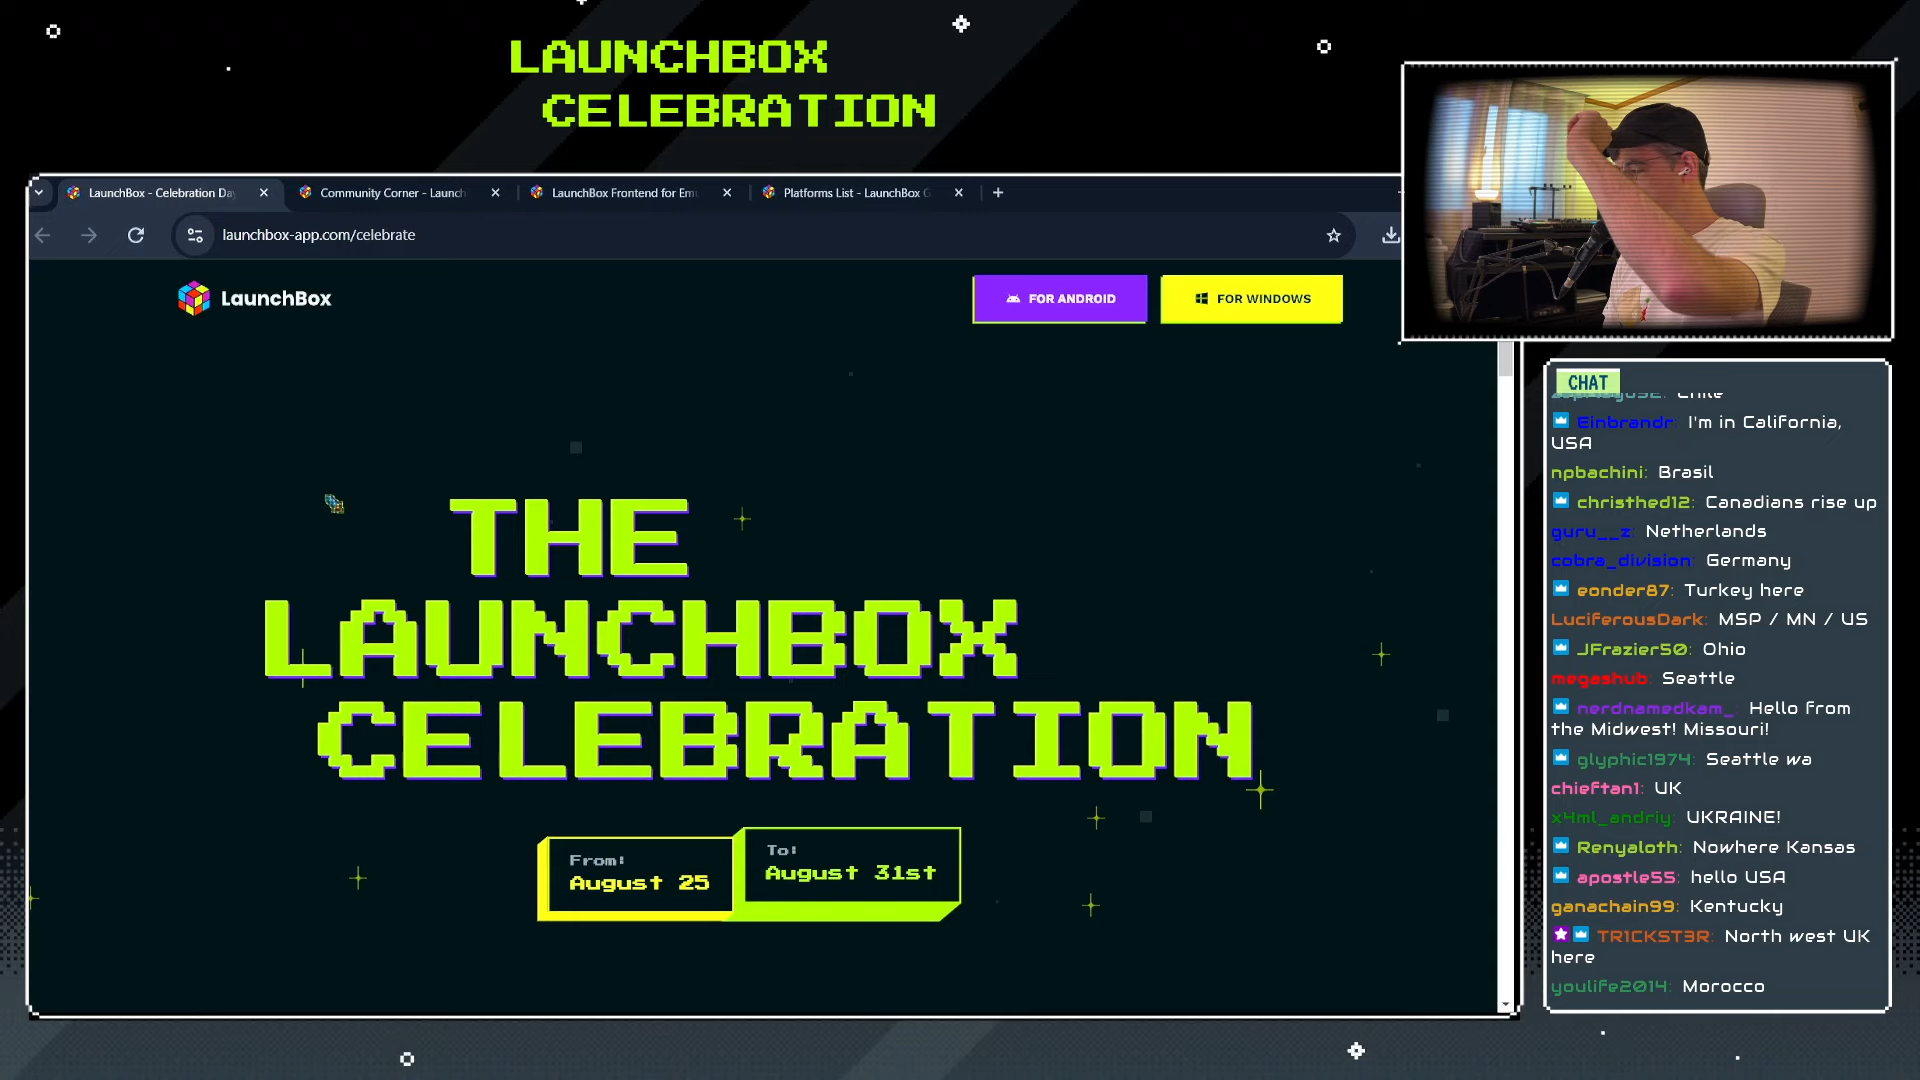 LAUNCHBOX
CELEBRATION
LaunchBox - Celebration Da
Community Corner - Launch
LaunchBox Frontend for Em
Platforms List - LaunchBox G
launchbox-app.com/celebrate
LaunchBox
FOR ANDROID
FOR WINDOWS
THE
LAUNCHBOX
CELEBRATION
From:
August 25
To:
August 31st
CHAT
Chile
Einbrandr: I'm in California,
USA
npbachini: Brasil
christhed12: Canadians rise up
guru__z: Netherlands
cobra_division: Germany
eonder87: Turkey here
LuciferousDark: MSP / MN / US
JFrazier50: Ohio
megashub: Seattle
nerdnamedkam_: Hello from
the Midwest! Missouri!
glyphic1974: Seattle wa
chieftan1: UK
x4ml_andriy: UKRAINE!
Renyaloth: Nowhere Kansas
apostle55: hello USA
ganachain99: Kentucky
TR1CKST3R: North west UK
here
youlife2014: Morocco